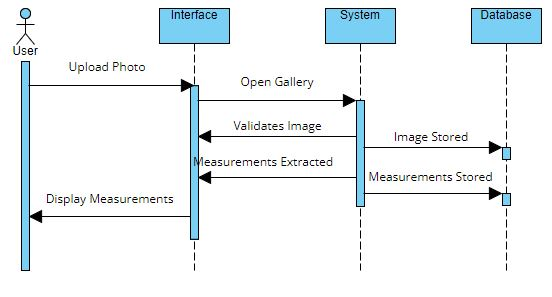 Interface
System
Database
User
Upload Photo
Open Gallery
Validates Image
Image Stored
Measurements Extracted
Measurements Stored
Display Measurements